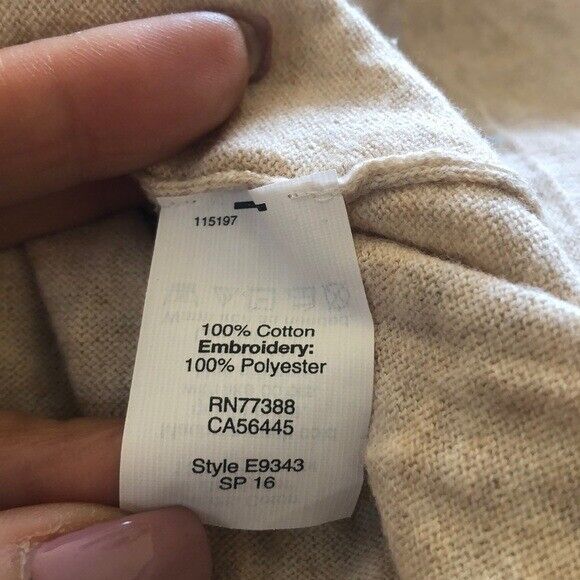 115197
100% Cotton
Embroidery:
100% Polyester
RN77388
CA56445
Style E9343
SP 16